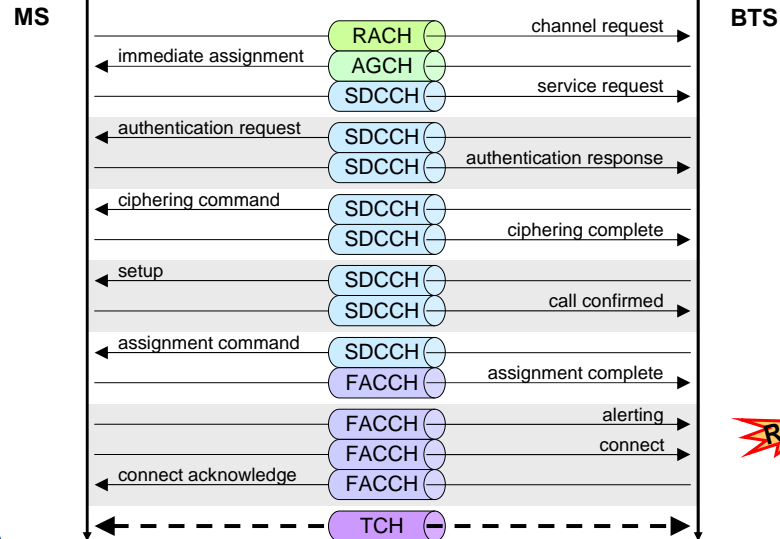 MS
BTS
RACH channel request
immediate assignment AGCH
SDCCH service request
authentication request SDCCH
SDCCH authentication response
ciphering command SDCCH
SDCCH ciphering complete
setup SDCCH
SDCCH call confirmed
assignment command SDCCH
FACCH assignment complete
FACCH alerting
FACCH connect
connect acknowledge FACCH
TCH